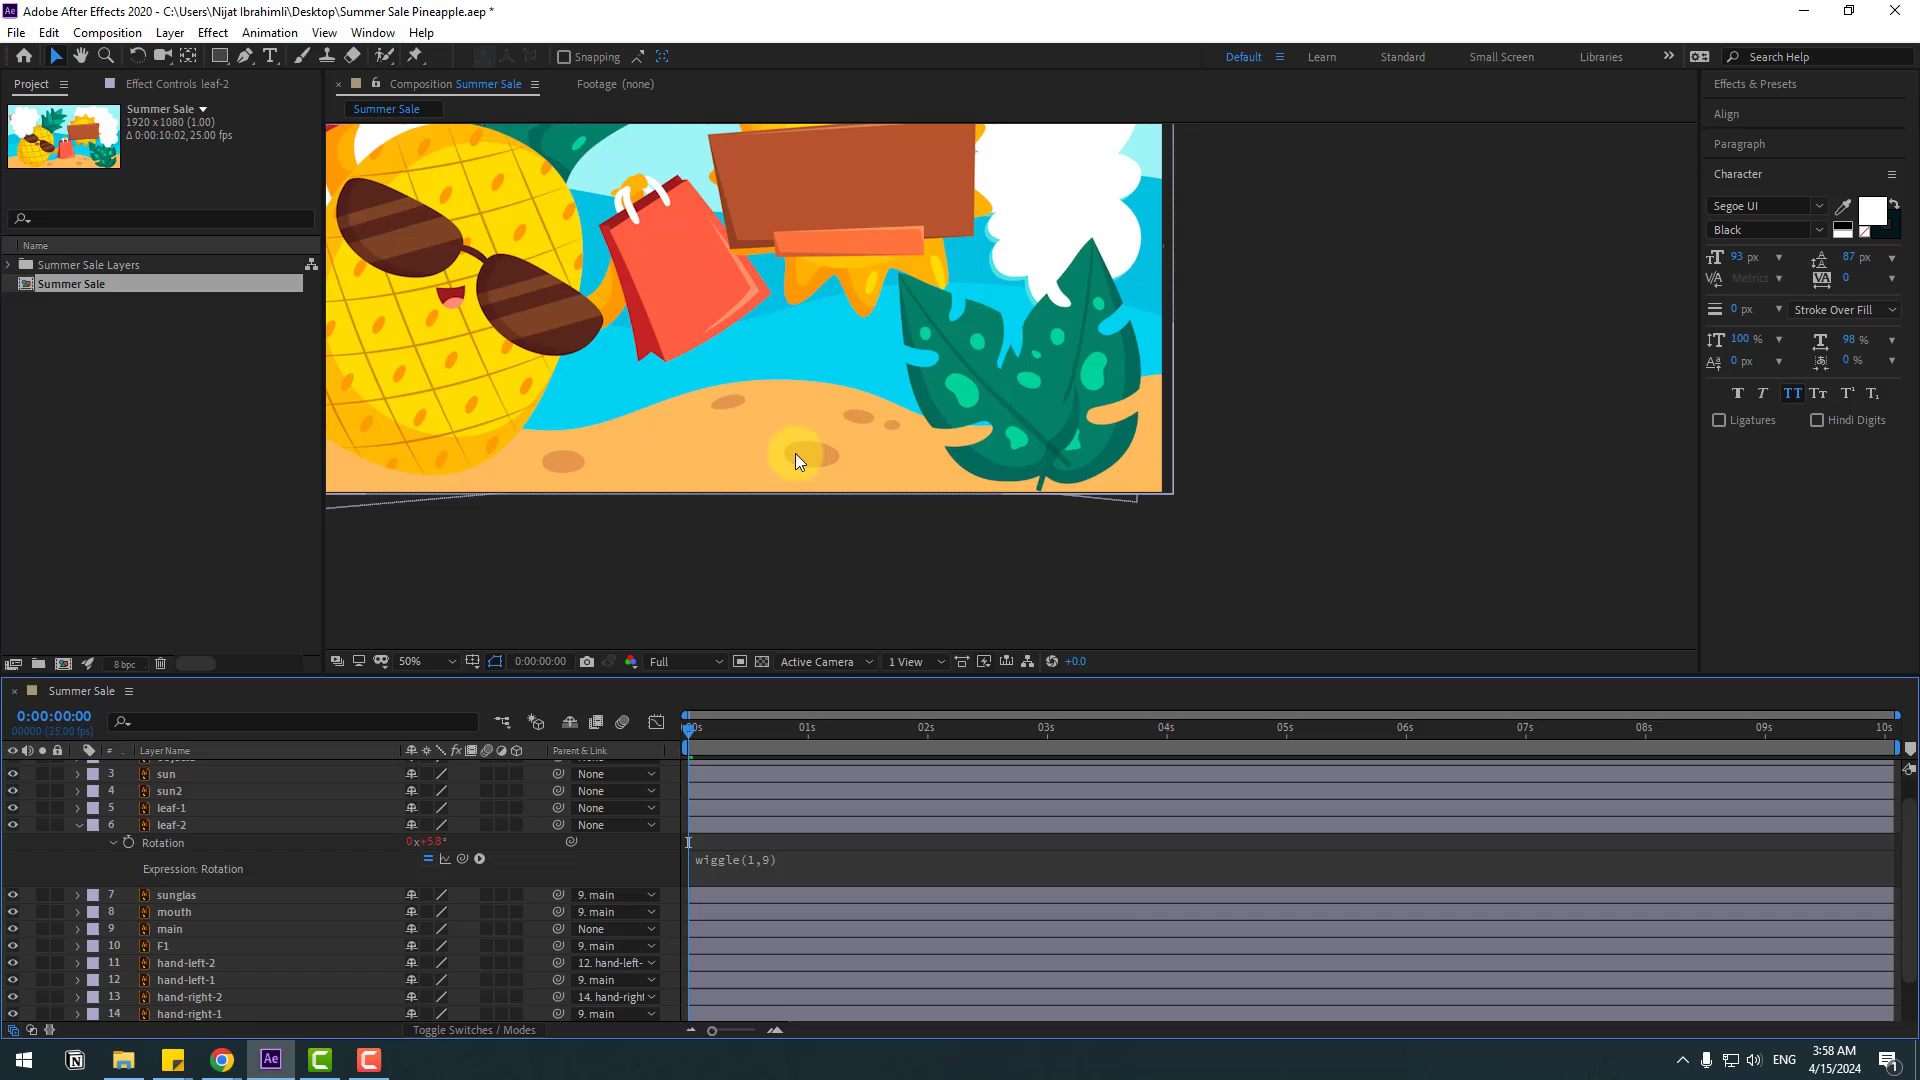 Adobe After Effects 2020 - C:\Users\Nijat Ibrahimli\Desktop\Summer Sale Pineapple.aep *
File Edit Composition Layer Effect Animation View Window Help
Snapping Default Learn Standard Small Screen Libraries Search Help
Project Effect Controls leaf-2 Composition Summer Sale Footage (none) Effects & Presets
Summer Sale
1920 x 1080 (1.00)
Δ 0:00:10:02, 25.00 fps
Summer Sale
Align
Paragraph
Character
Segoe UI
Black
93 px 87 px
Metrics 0
0 px Stroke Over Fill
100 % 98 %
0 px 0 %
Ligatures Hindi Digits
Name
Summer Sale Layers
Summer Sale
8 bpc 50% 0:00:00:00 Full Active Camera 1 View +0.0
Summer Sale
0:00:00:00
00000 (25.00 fps)
01s 02s 03s 04s 05s 06s 07s 08s 09s 10s
# Layer Name Parent & Link
3 sun None
4 sun2 None
5 leaf-1 None
6 leaf-2 None
Rotation 0x+5.8°
Expression: Rotation wiggle(1,9)
7 sunglas 9. main
8 mouth 9. main
9 main None
10 F1 9. main
11 hand-left-2 12. hand-left-
12 hand-left-1 9. main
13 hand-right-2 14. hand-right
14 hand-right-1 9. main
Toggle Switches / Modes
ENG 3:58 AM
4/15/2024 1